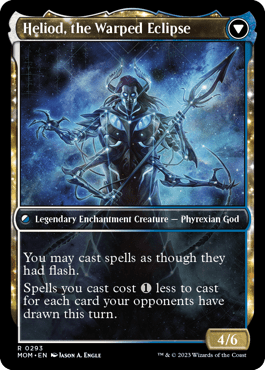 Heliod, the Warped Eclipse
Legendary Enchantment Creature — Phyrexian God
You may cast spells as though they
had flash.
Spells you cast cost 1 less to cast
for each card your opponents have
drawn this turn.
4/6
R 0293
MOM • EN Jason A. Engle
™ & © 2023 Wizards of the Coast